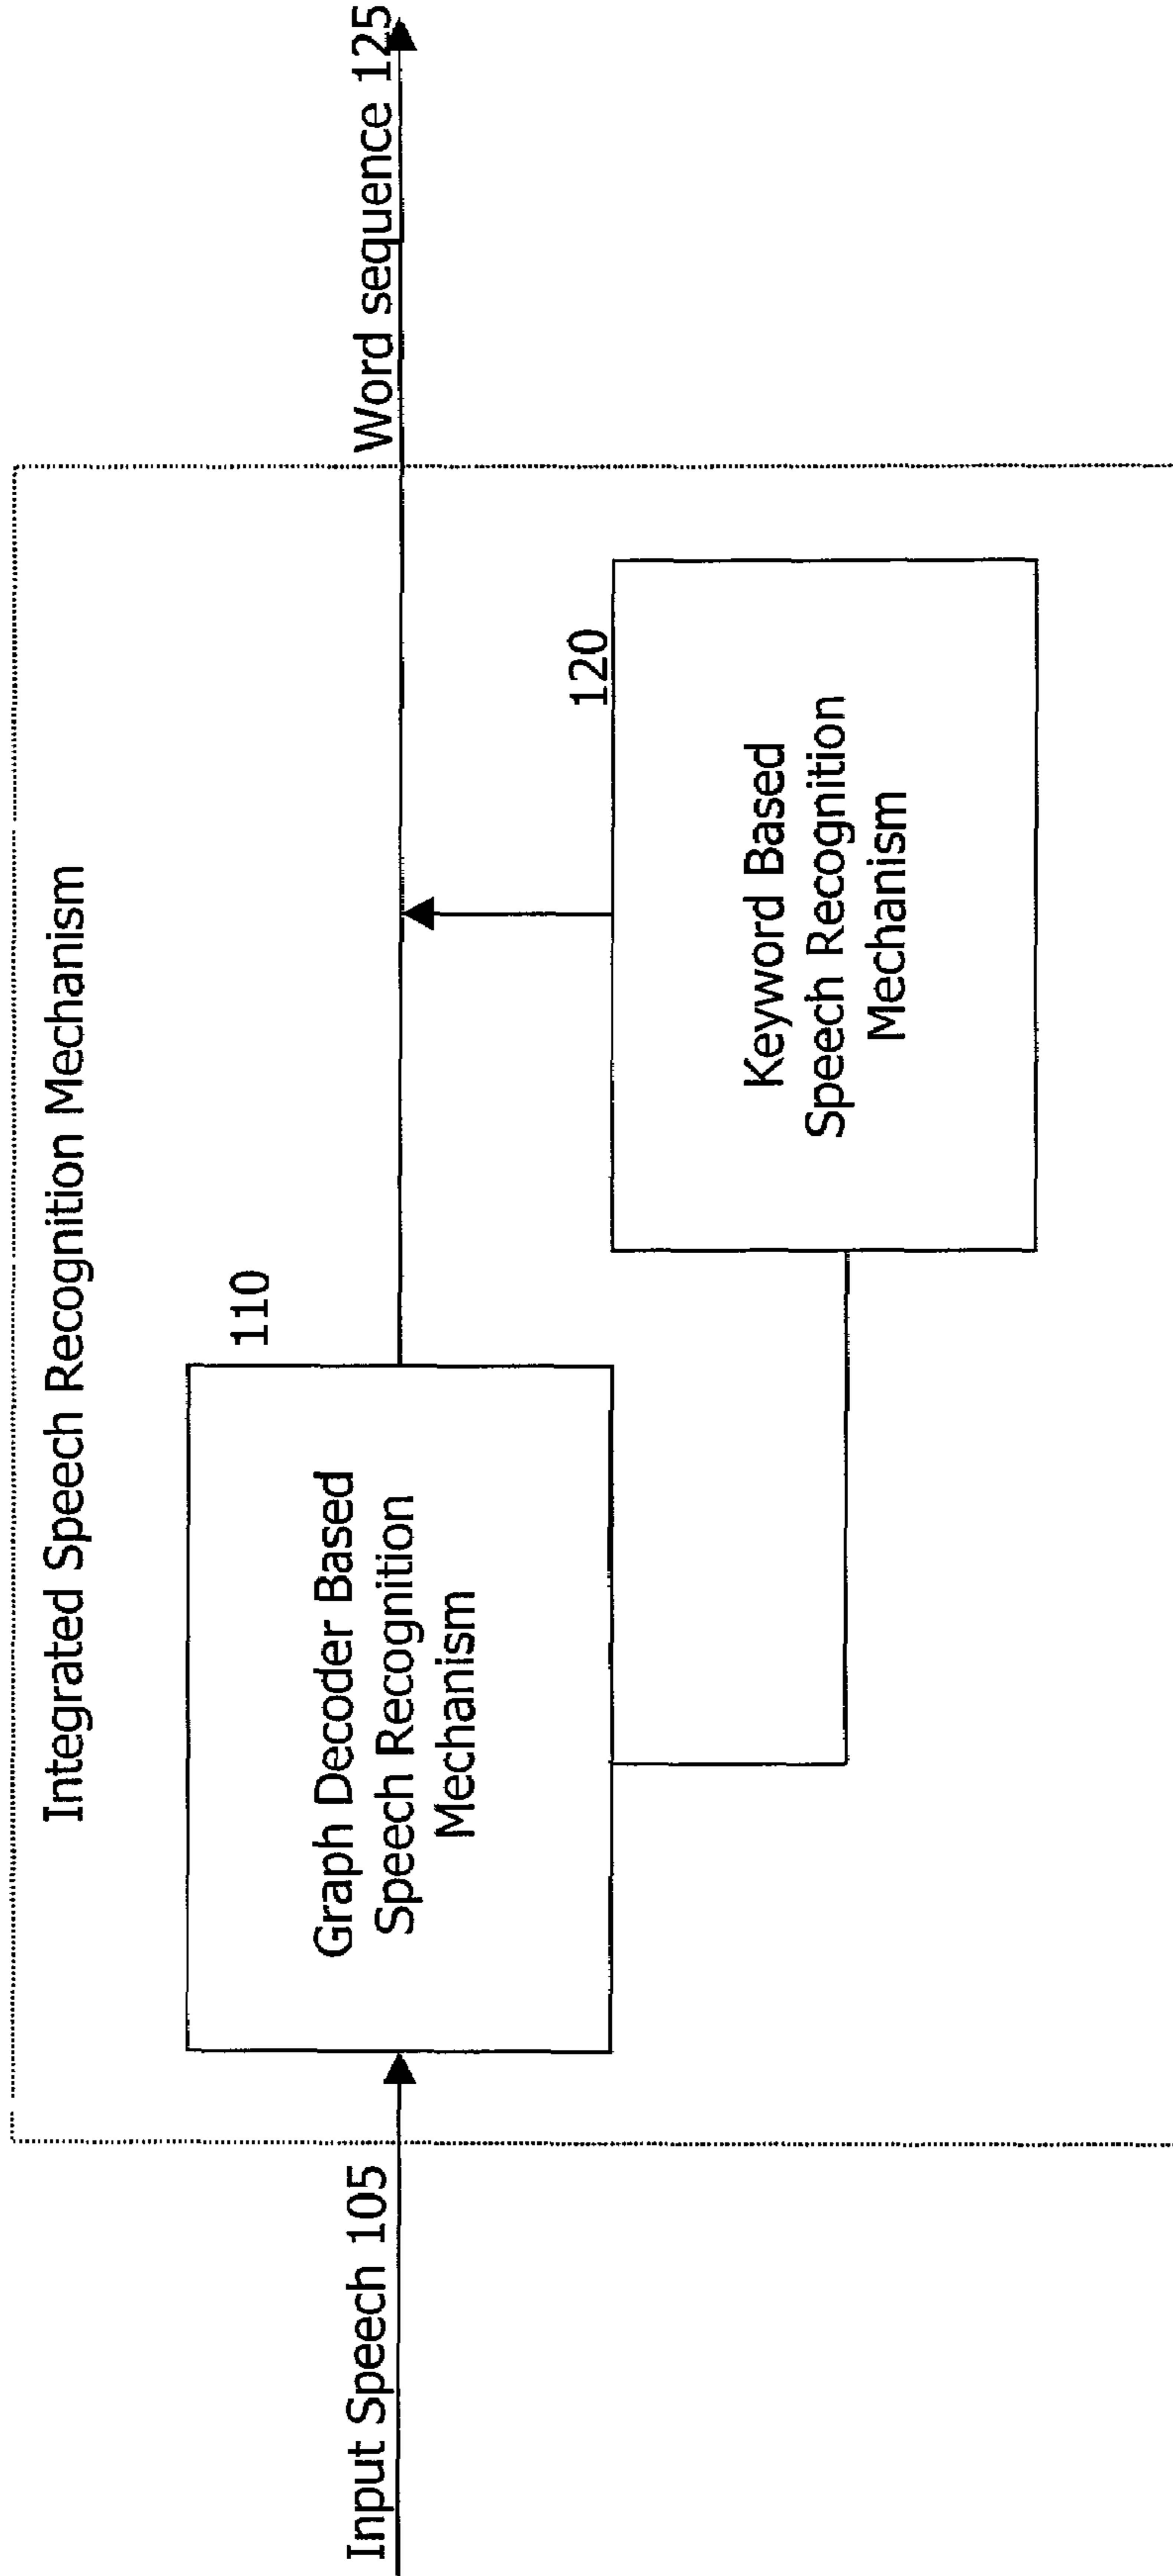 Integrated Speech Recognition Mechanism
Input Speech 105
Graph Decoder Based
Speech Recognition
Mechanism
110
Word sequence 125
120
Keyword Based
Speech Recognition
Mechanism